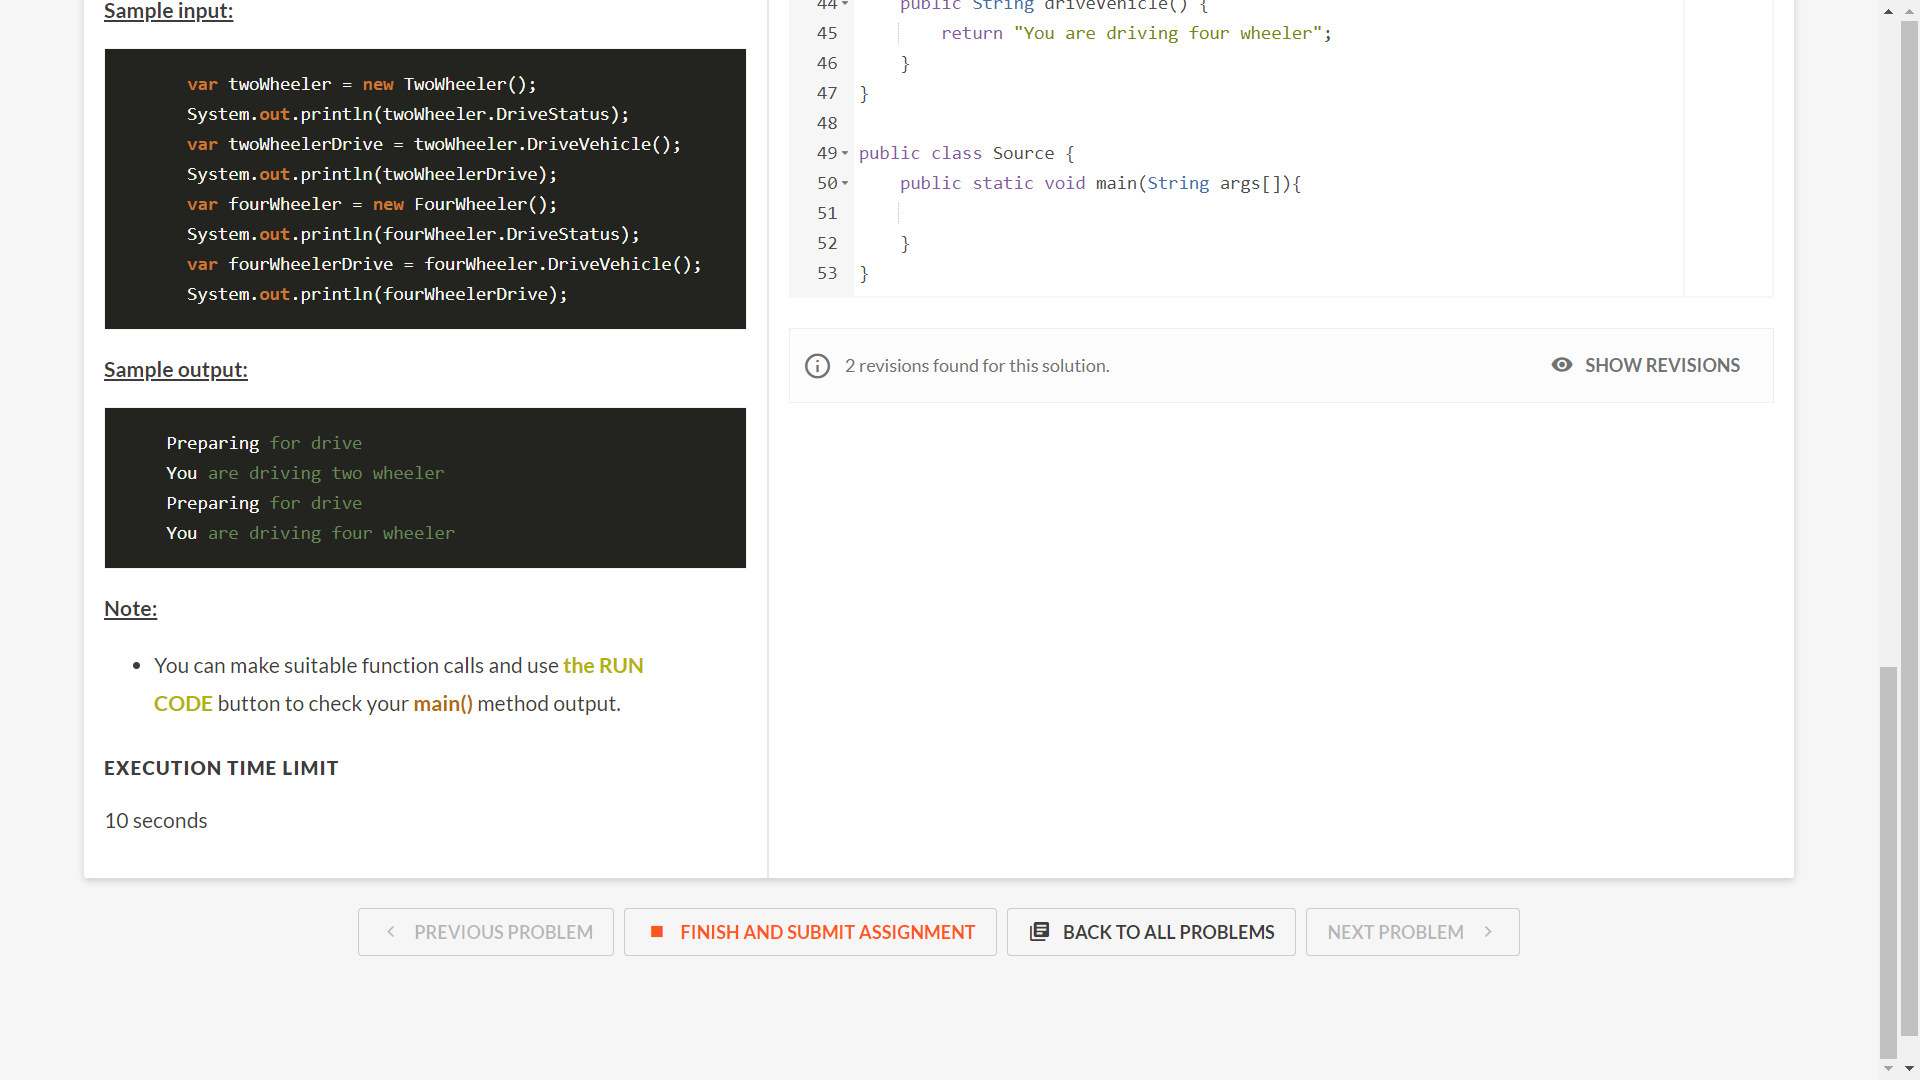 Sample input:
var twoWheeler = new TwoWheeler();
System.out.println(twoWheeler.DriveStatus);
var twoWheelerDrive = twoWheeler.DriveVehicle();
System.out.println(twoWheelerDrive);
var fourWheeler = new FourWheeler();
System.out.println(fourWheeler.DriveStatus);
var fourWheelerDrive = fourWheeler.DriveVehicle();
System.out.println(fourWheelerDrive);
Sample output:
Preparing for drive
You are driving two wheeler
Preparing for drive
You are driving four wheeler
Note:
• You can make suitable function calls and use the RUN
CODE button to check your main() method output.
EXECUTION TIME LIMIT
10 seconds
44 public String driveVehicle() {
45 return "You are driving four wheeler";
46 }
47 }
48
49 public class Source {
50 public static void main(String args[]){
51
52 }
53 }
2 revisions found for this solution.
SHOW REVISIONS
PREVIOUS PROBLEM
FINISH AND SUBMIT ASSIGNMENT
BACK TO ALL PROBLEMS
NEXT PROBLEM